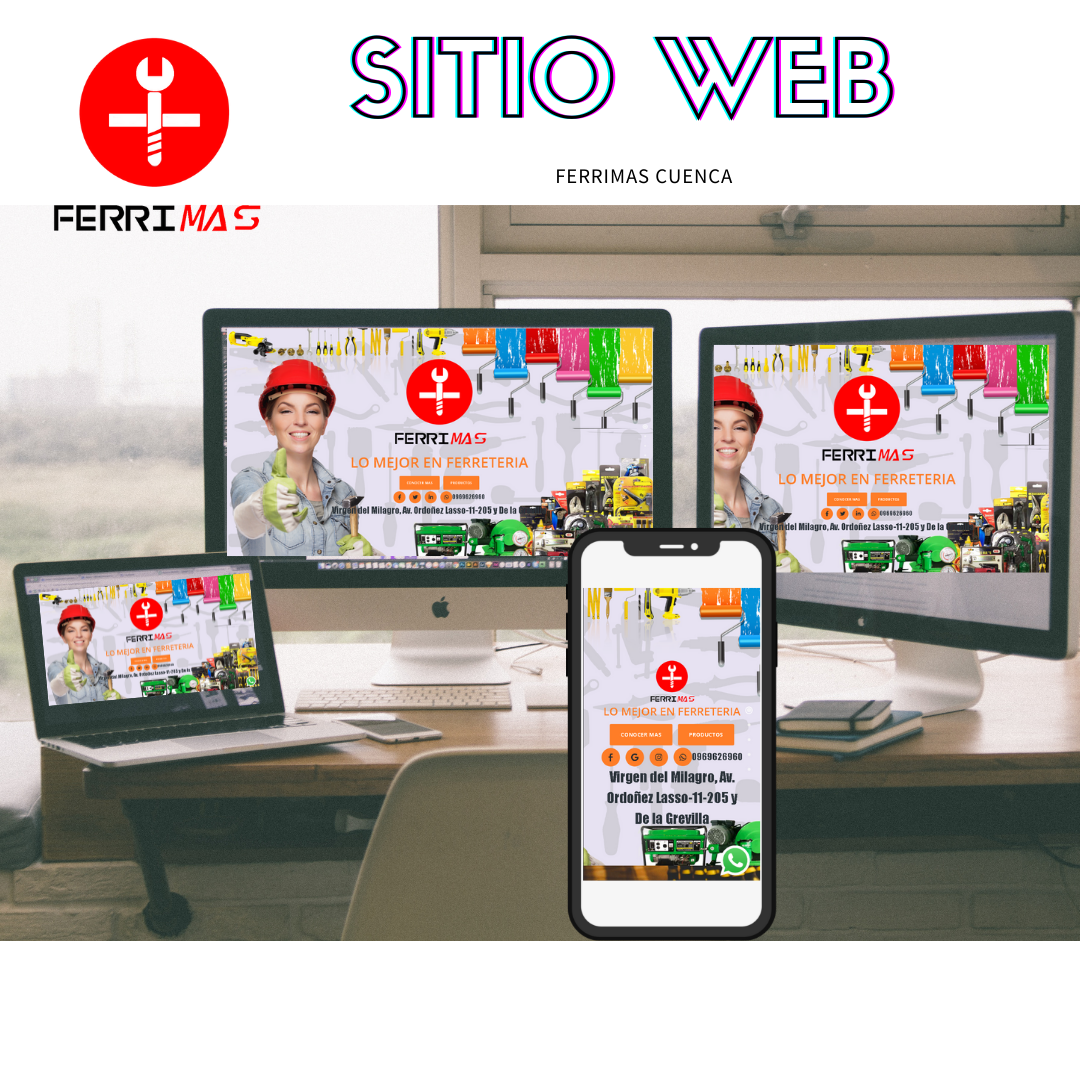 SITIO WEB
FERRIMAS CUENCA
FERRIMAS
FERRIMAS
LO MEJOR EN FERRETERIA
CONOCER MAS PRODUCTOS
0969626960
Virgen del Milagro, Av. Ordoñez Lasso-11-205 y De la
FERRIMAS
LO MEJOR EN FERRETERIA
CONOCER MAS PRODUCTOS
0969626960
Virgen del Milagro, Av. Ordoñez Lasso-11-205 y De la
FERRIMAS
LO MEJOR EN FERRETERIA
FERRIMAS
LO MEJOR EN FERRETERIA
CONOCER MAS PRODUCTOS
0969626960
Virgen del Milagro, Av.
Ordoñez Lasso-11-205 y
De la Grevilla